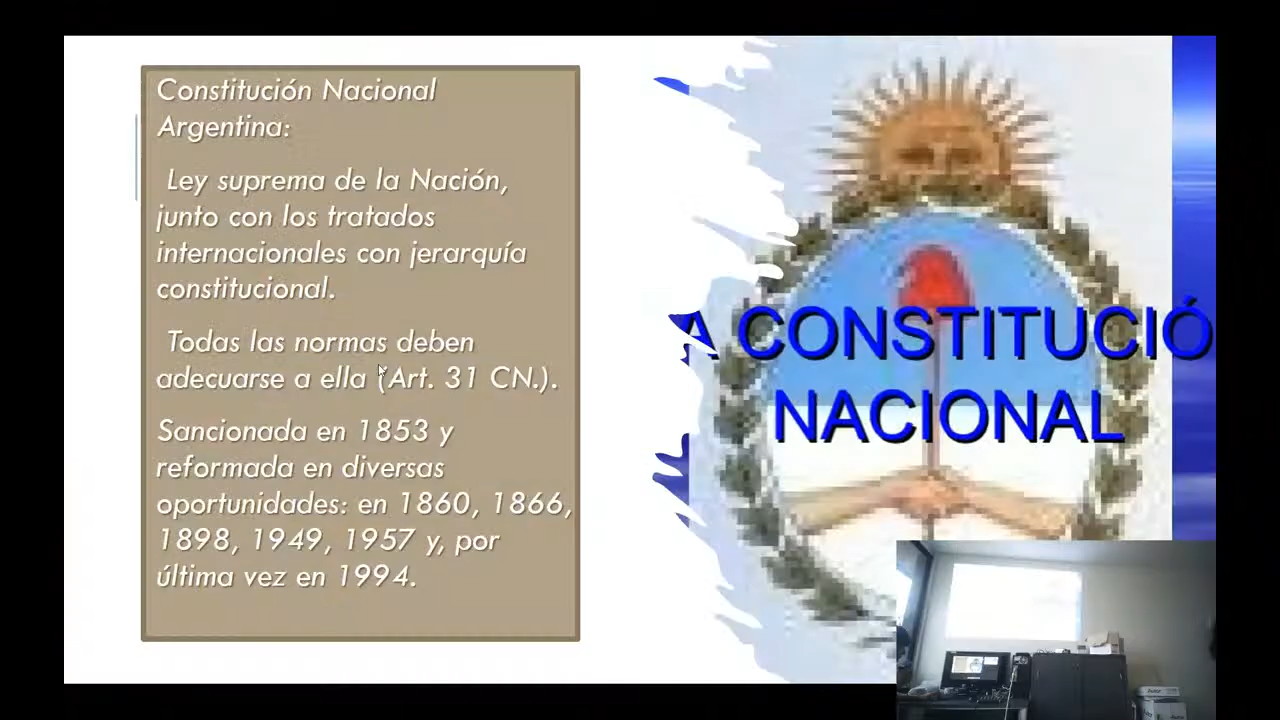 Constitución Nacional
Argentina:
Ley suprema de la Nación,
junto con los tratados
internacionales con jerarquía
constitucional.
Todas las normas deben
adecuarse a ella (Art. 31 CN.).
Sancionada en 1853 y
reformada en diversas
oportunidades: en 1860, 1866,
1898, 1949, 1957 y, por
última vez en 1994.
A CONSTITUCIÓ
NACIONAL